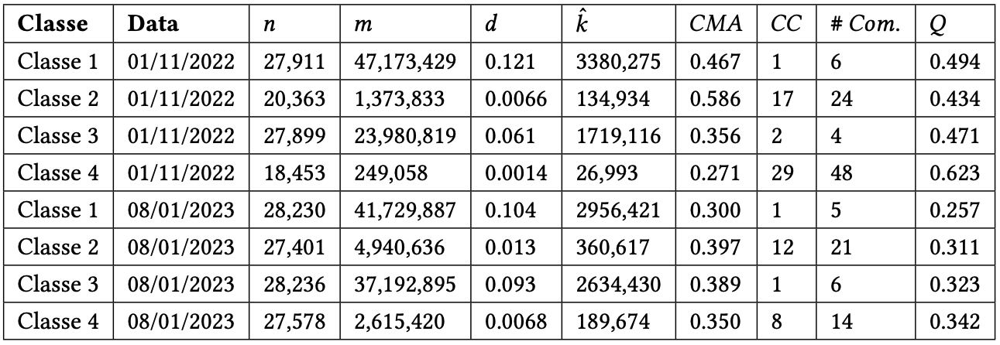 Classe Data n m d k̂ CMA CC # Com. Q
Classe 1 01/11/2022 27,911 47,173,429 0.121 3380,275 0.467 1 6 0.494
Classe 2 01/11/2022 20,363 1,373,833 0.0066 134,934 0.586 17 24 0.434
Classe 3 01/11/2022 27,899 23,980,819 0.061 1719,116 0.356 2 4 0.471
Classe 4 01/11/2022 18,453 249,058 0.0014 26,993 0.271 29 48 0.623
Classe 1 08/01/2023 28,230 41,729,887 0.104 2956,421 0.300 1 5 0.257
Classe 2 08/01/2023 27,401 4,940,636 0.013 360,617 0.397 12 21 0.311
Classe 3 08/01/2023 28,236 37,192,895 0.093 2634,430 0.389 1 6 0.323
Classe 4 08/01/2023 27,578 2,615,420 0.0068 189,674 0.350 8 14 0.342